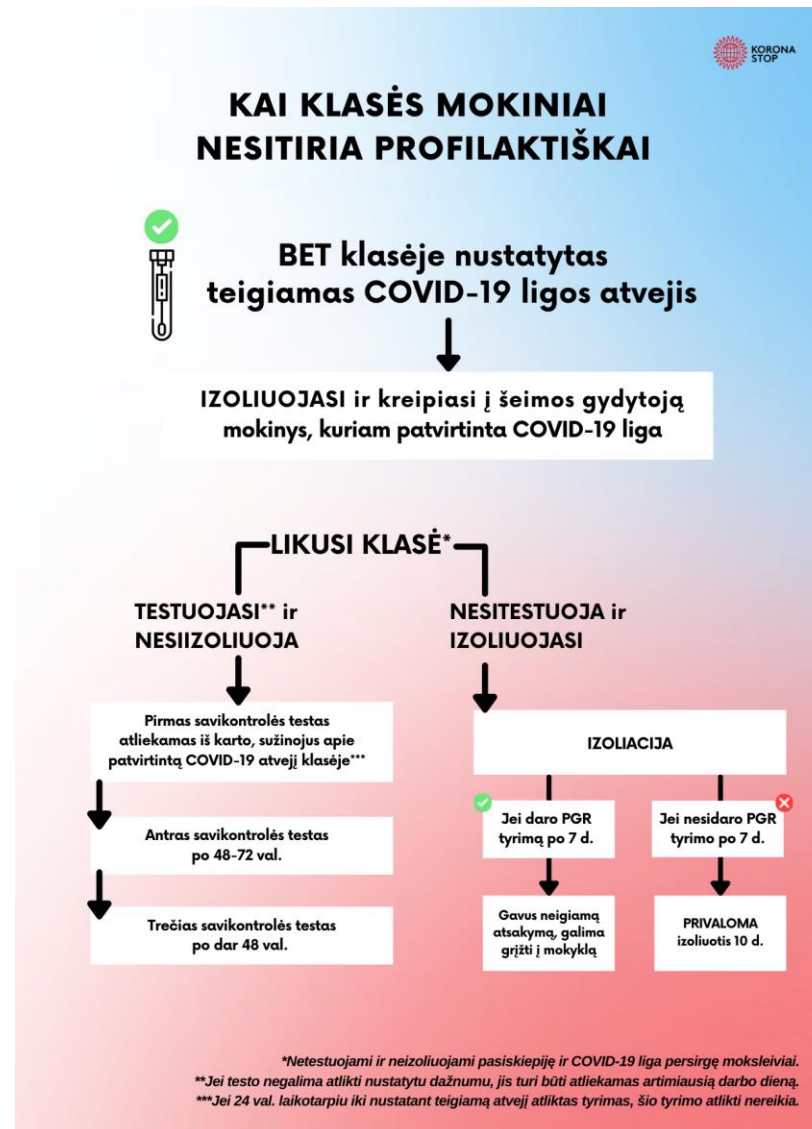 KORONA
STOP
KAI KLASĖS MOKINIAI
NESITIRIA PROFILAKTIŠKAI
BET klasėje nustatytas
teigiamas COVID-19 ligos atvejis
IZOLIUOJASI ir kreipiasi į šeimos gydytoją
mokinys, kuriam patvirtinta COVID-19 liga
LIKUSI KLASĖ*
TESTUOJASI** ir
NESIIZOLIUOJA
Pirmas savikontrolės testas
atliekamas iš karto, sužinojus apie
patvirtintą COVID-19 atvejį klasėje***
Antras savikontrolės testas
po 48-72 val.
Trečias savikontrolės testas
po dar 48 val.
NESITESTUOJA ir
IZOLIUOJASI
IZOLIACIJA
Jei daro PGR
tyrimą po 7 d.
Gavus neigiamą
atsakymą, galima
grįžti į mokyklą
Jei nesidaro PGR
tyrimo po 7 d.
PRIVALOMA
izoliuotis 10 d.
*Netestuojami ir neizoliuojami pasiskiepiję ir COVID-19 liga persirgę moksleiviai.
**Jei testo negalima atlikti nustatytu dažnumu, jis turi būti atliekamas artimiausią darbo dieną.
***Jei 24 val. laikotarpiu iki nustatant teigiamą atvejį atliktas tyrimas, šio tyrimo atlikti nereikia.